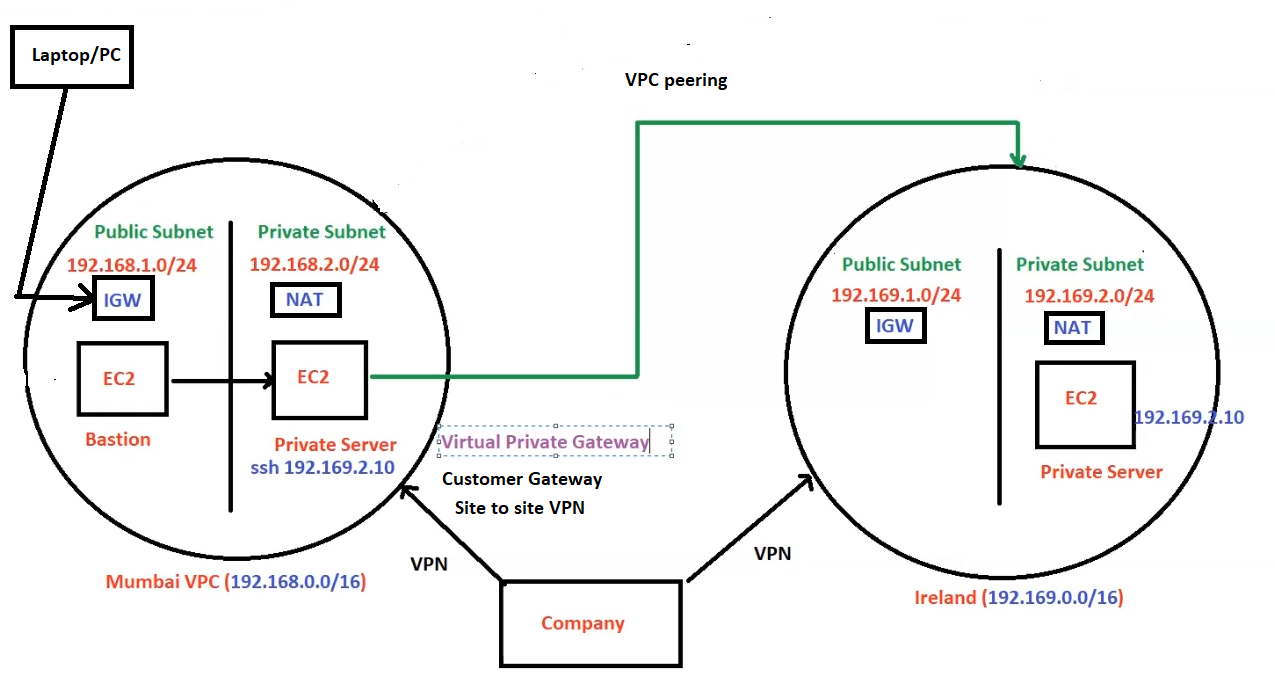 Laptop/PC
VPC peering
Public Subnet
192.168.1.0/24
IGW
EC2
Bastion
Private Subnet
192.168.2.0/24
NAT
EC2
Private Server
ssh 192.169.2.10
Mumbai VPC (192.168.0.0/16)
Virtual Private Gateway
Customer Gateway
Site to site VPN
VPN
VPN
Company
Public Subnet
192.169.1.0/24
IGW
Private Subnet
192.169.2.0/24
NAT
EC2
192.169.2.10
Private Server
Ireland (192.169.0.0/16)